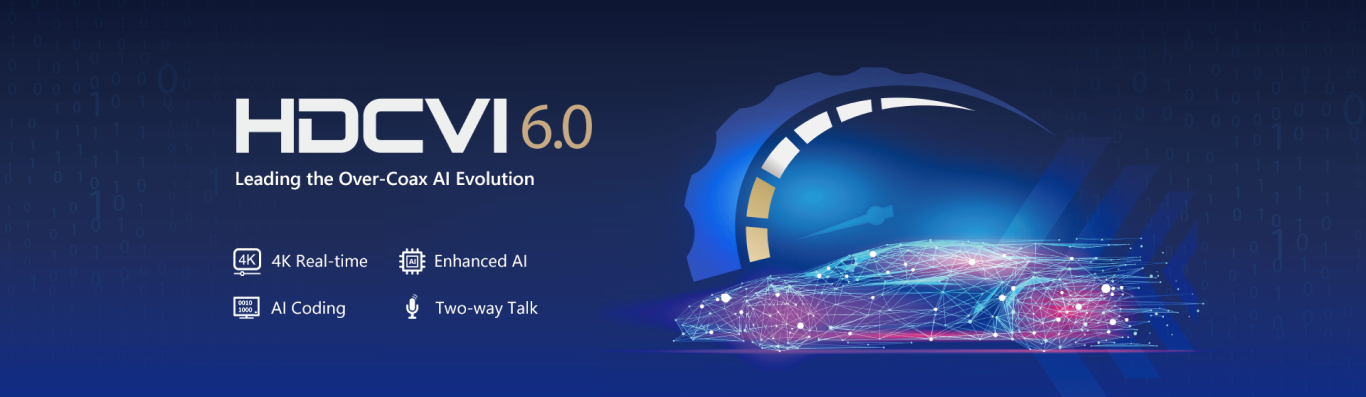 HDCVI 6.0
Leading the Over-Coax AI Evolution
4K 4K Real-time
AI Enhanced AI
0010
1000
AI Coding
Two-way Talk